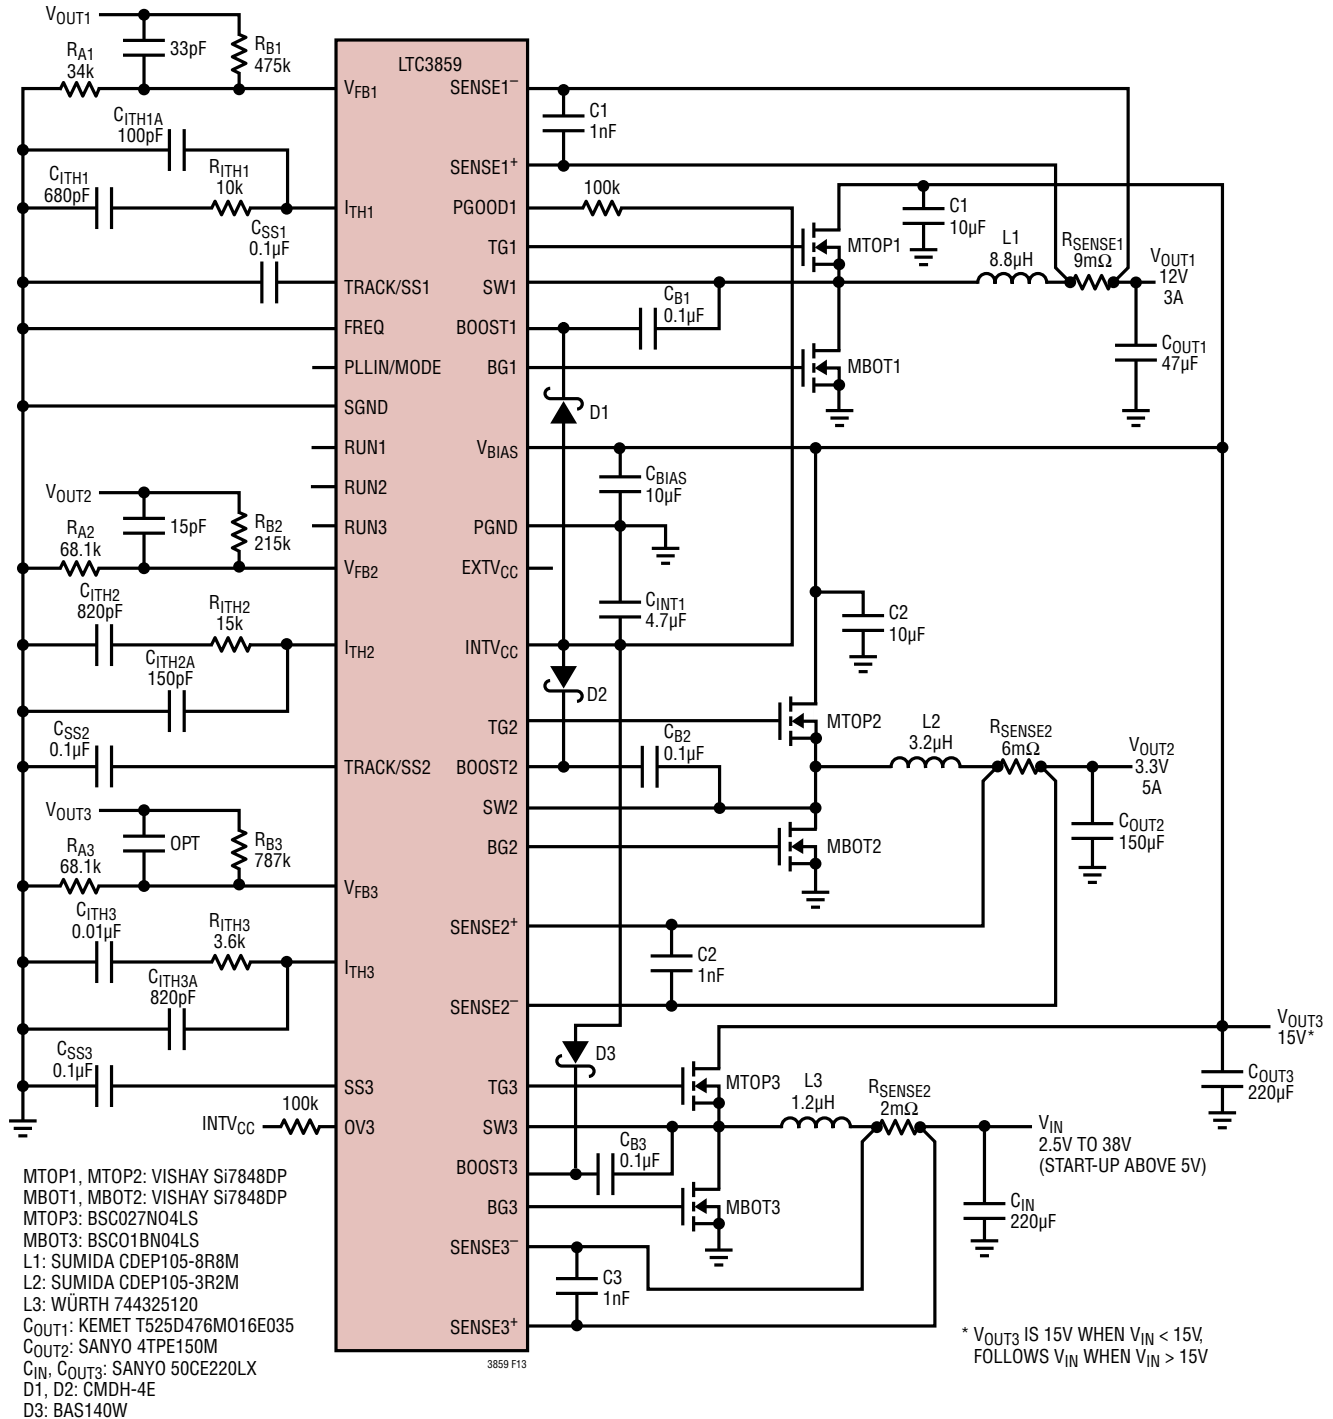 VOUT1
33pF
RB1
475k
RA1
34k
LTC3859
VFB1
SENSE1–
C1
1nF
CITH1A
100pF
SENSE1+
CITH1
680pF
RITH1
10k
100k
ITH1
PGOOD1
C1
10µF
CSS1
0.1µF
TG1
MTOP1
L1
8.8µH
RSENSE1
9mΩ
VOUT1
12V
3A
TRACK/SS1
SW1
CB1
0.1µF
FREQ
BOOST1
COUT1
47µF
PLLIN/MODE
BG1
MBOT1
SGND
D1
RUN1
VBIAS
CBIAS
10µF
RUN2
VOUT2
15pF
RB2
215k
RUN3
PGND
RA2
68.1k
VFB2
EXTVCC
CITH2
820pF
RITH2
15k
CINT1
4.7µF
C2
10µF
ITH2
INTVCC
CITH2A
150pF
D2
TG2
MTOP2
L2
3.2µH
RSENSE2
6mΩ
VOUT2
3.3V
5A
CSS2
0.1µF
CB2
0.1µF
TRACK/SS2
BOOST2
VOUT3
SW2
COUT2
150µF
OPT
RB3
787k
BG2
MBOT2
RA3
68.1k
VFB3
CITH3
0.01µF
RITH3
3.6k
SENSE2+
C2
1nF
ITH3
CITH3A
820pF
SENSE2–
VOUT3
15V*
CSS3
0.1µF
D3
COUT3
220µF
SS3
TG3
MTOP3
L3
1.2µH
RSENSE2
2mΩ
INTVCC
100k
OV3
SW3
VIN
2.5V TO 38V
(START-UP ABOVE 5V)
CB3
0.1µF
BOOST3
BG3
MBOT3
CIN
220µF
SENSE3–
C3
1nF
SENSE3+
3859 F13
MTOP1, MTOP2: VISHAY Si7848DP
MBOT1, MBOT2: VISHAY Si7848DP
MTOP3: BSC027NO4LS
MBOT3: BSCO1BN04LS
L1: SUMIDA CDEP105-8R8M
L2: SUMIDA CDEP105-3R2M
L3: WÜRTH 744325120
COUT1: KEMET T525D476MO16E035
COUT2: SANYO 4TPE150M
CIN, COUT3: SANYO 50CE220LX
D1, D2: CMDH-4E
D3: BAS140W
* VOUT3 IS 15V WHEN VIN < 15V,
FOLLOWS VIN WHEN VIN > 15V